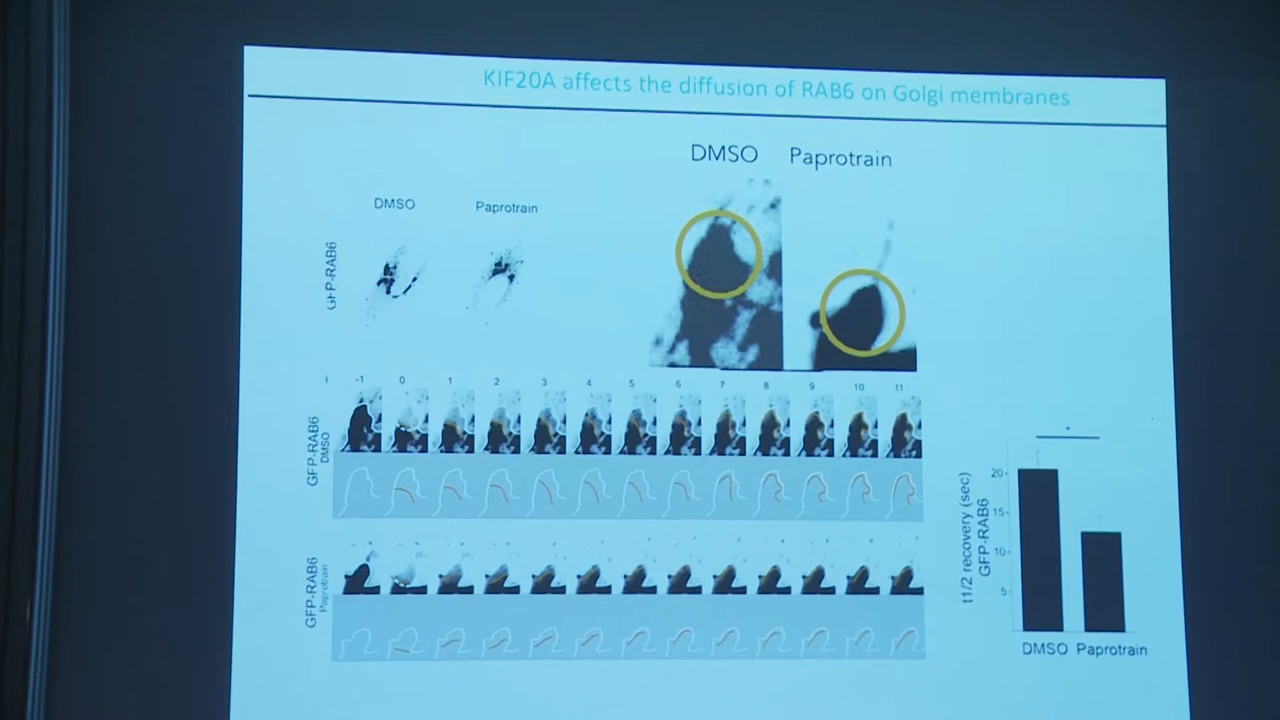 KIF20A affects the diffusion of RAB6 on Golgi membranes
DMSO Paprotrain
DMSO Paprotrain
GFP-RAB6
-1 0 1 2 3 4 5 6 7 8 9 10 11
GFP-RAB6
DMSO
GFP-RAB6
Paprotrain
*
t1/2 recovery (sec)
GFP-RAB6
20
15
10
5
DMSO Paprotrain